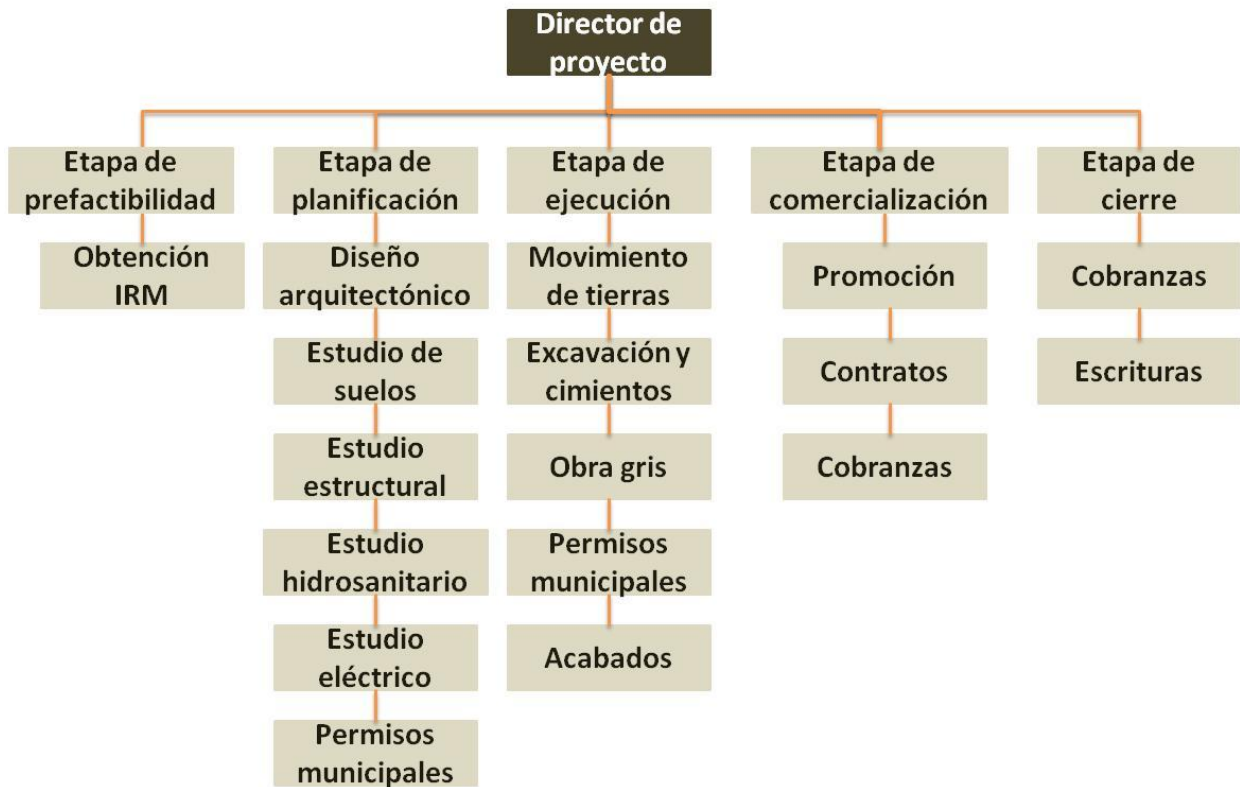 Director de
proyecto
Etapa de
prefactibilidad
Obtención
IRM
Etapa de
planificación
Diseño
arquitectónico
Estudio de
suelos
Estudio
estructural
Estudio
hidrosanitario
Estudio
eléctrico
Permisos
municipales
Etapa de
ejecución
Movimiento
de tierras
Excavación y
cimientos
Obra gris
Permisos
municipales
Acabados
Etapa de
comercialización
Promoción
Contratos
Cobranzas
Etapa de
cierre
Cobranzas
Escrituras